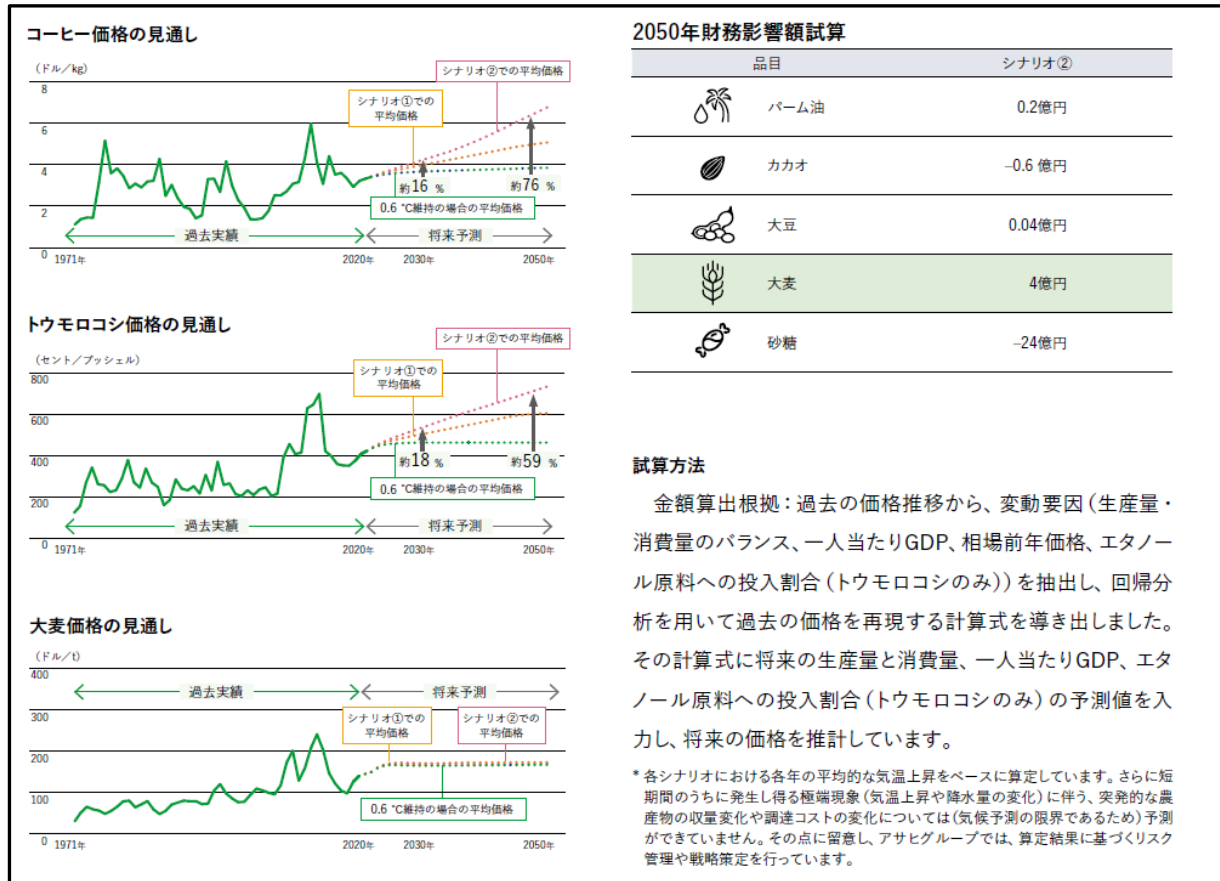 コーヒー価格の見通し
（ドル／kg）
8
6
4
2
0
シナリオ②での平均価格
シナリオ①での
平均価格
約16 %
約76 %
0.6 ℃維持の場合の平均価格
過去実績
将来予測
1971年
2020年
2030年
2050年
トウモロコシ価格の見通し
（セント／ブッシェル）
800
600
400
200
0
シナリオ②での平均価格
シナリオ①での
平均価格
約18 %
約59 %
0.6 ℃維持の場合の平均価格
過去実績
将来予測
1971年
2020年
2030年
2050年
大麦価格の見通し
（ドル／t）
400
300
200
100
0
過去実績
将来予測
シナリオ①での
平均価格
シナリオ②での
平均価格
0.6 ℃維持の場合の平均価格
1971年
2020年
2030年
2050年
2050年財務影響額試算
品目 シナリオ②
パーム油 0.2億円
カカオ −0.6 億円
大豆 0.04億円
大麦 4億円
砂糖 −24億円
試算方法
金額算出根拠：過去の価格推移から、変動要因（生産量・
消費量のバランス、一人当たりGDP、相場前年価格、エタノー
ル原料への投入割合（トウモロコシのみ））を抽出し、回帰分
析を用いて過去の価格を再現する計算式を導き出しました。
その計算式に将来の生産量と消費量、一人当たりGDP、エタ
ノール原料への投入割合（トウモロコシのみ）の予測値を入
力し、将来の価格を推計しています。
* 各シナリオにおける各年の平均的な気温上昇をベースに算定しています。さらに短
期間のうちに発生し得る極端現象（気温上昇や降水量の変化）に伴う、突発的な農
産物の収量変化や調達コストの変化については（気候予測の限界であるため）予測
ができていません。その点に留意し、アサヒグループでは、算定結果に基づくリスク
管理や戦略策定を行っています。